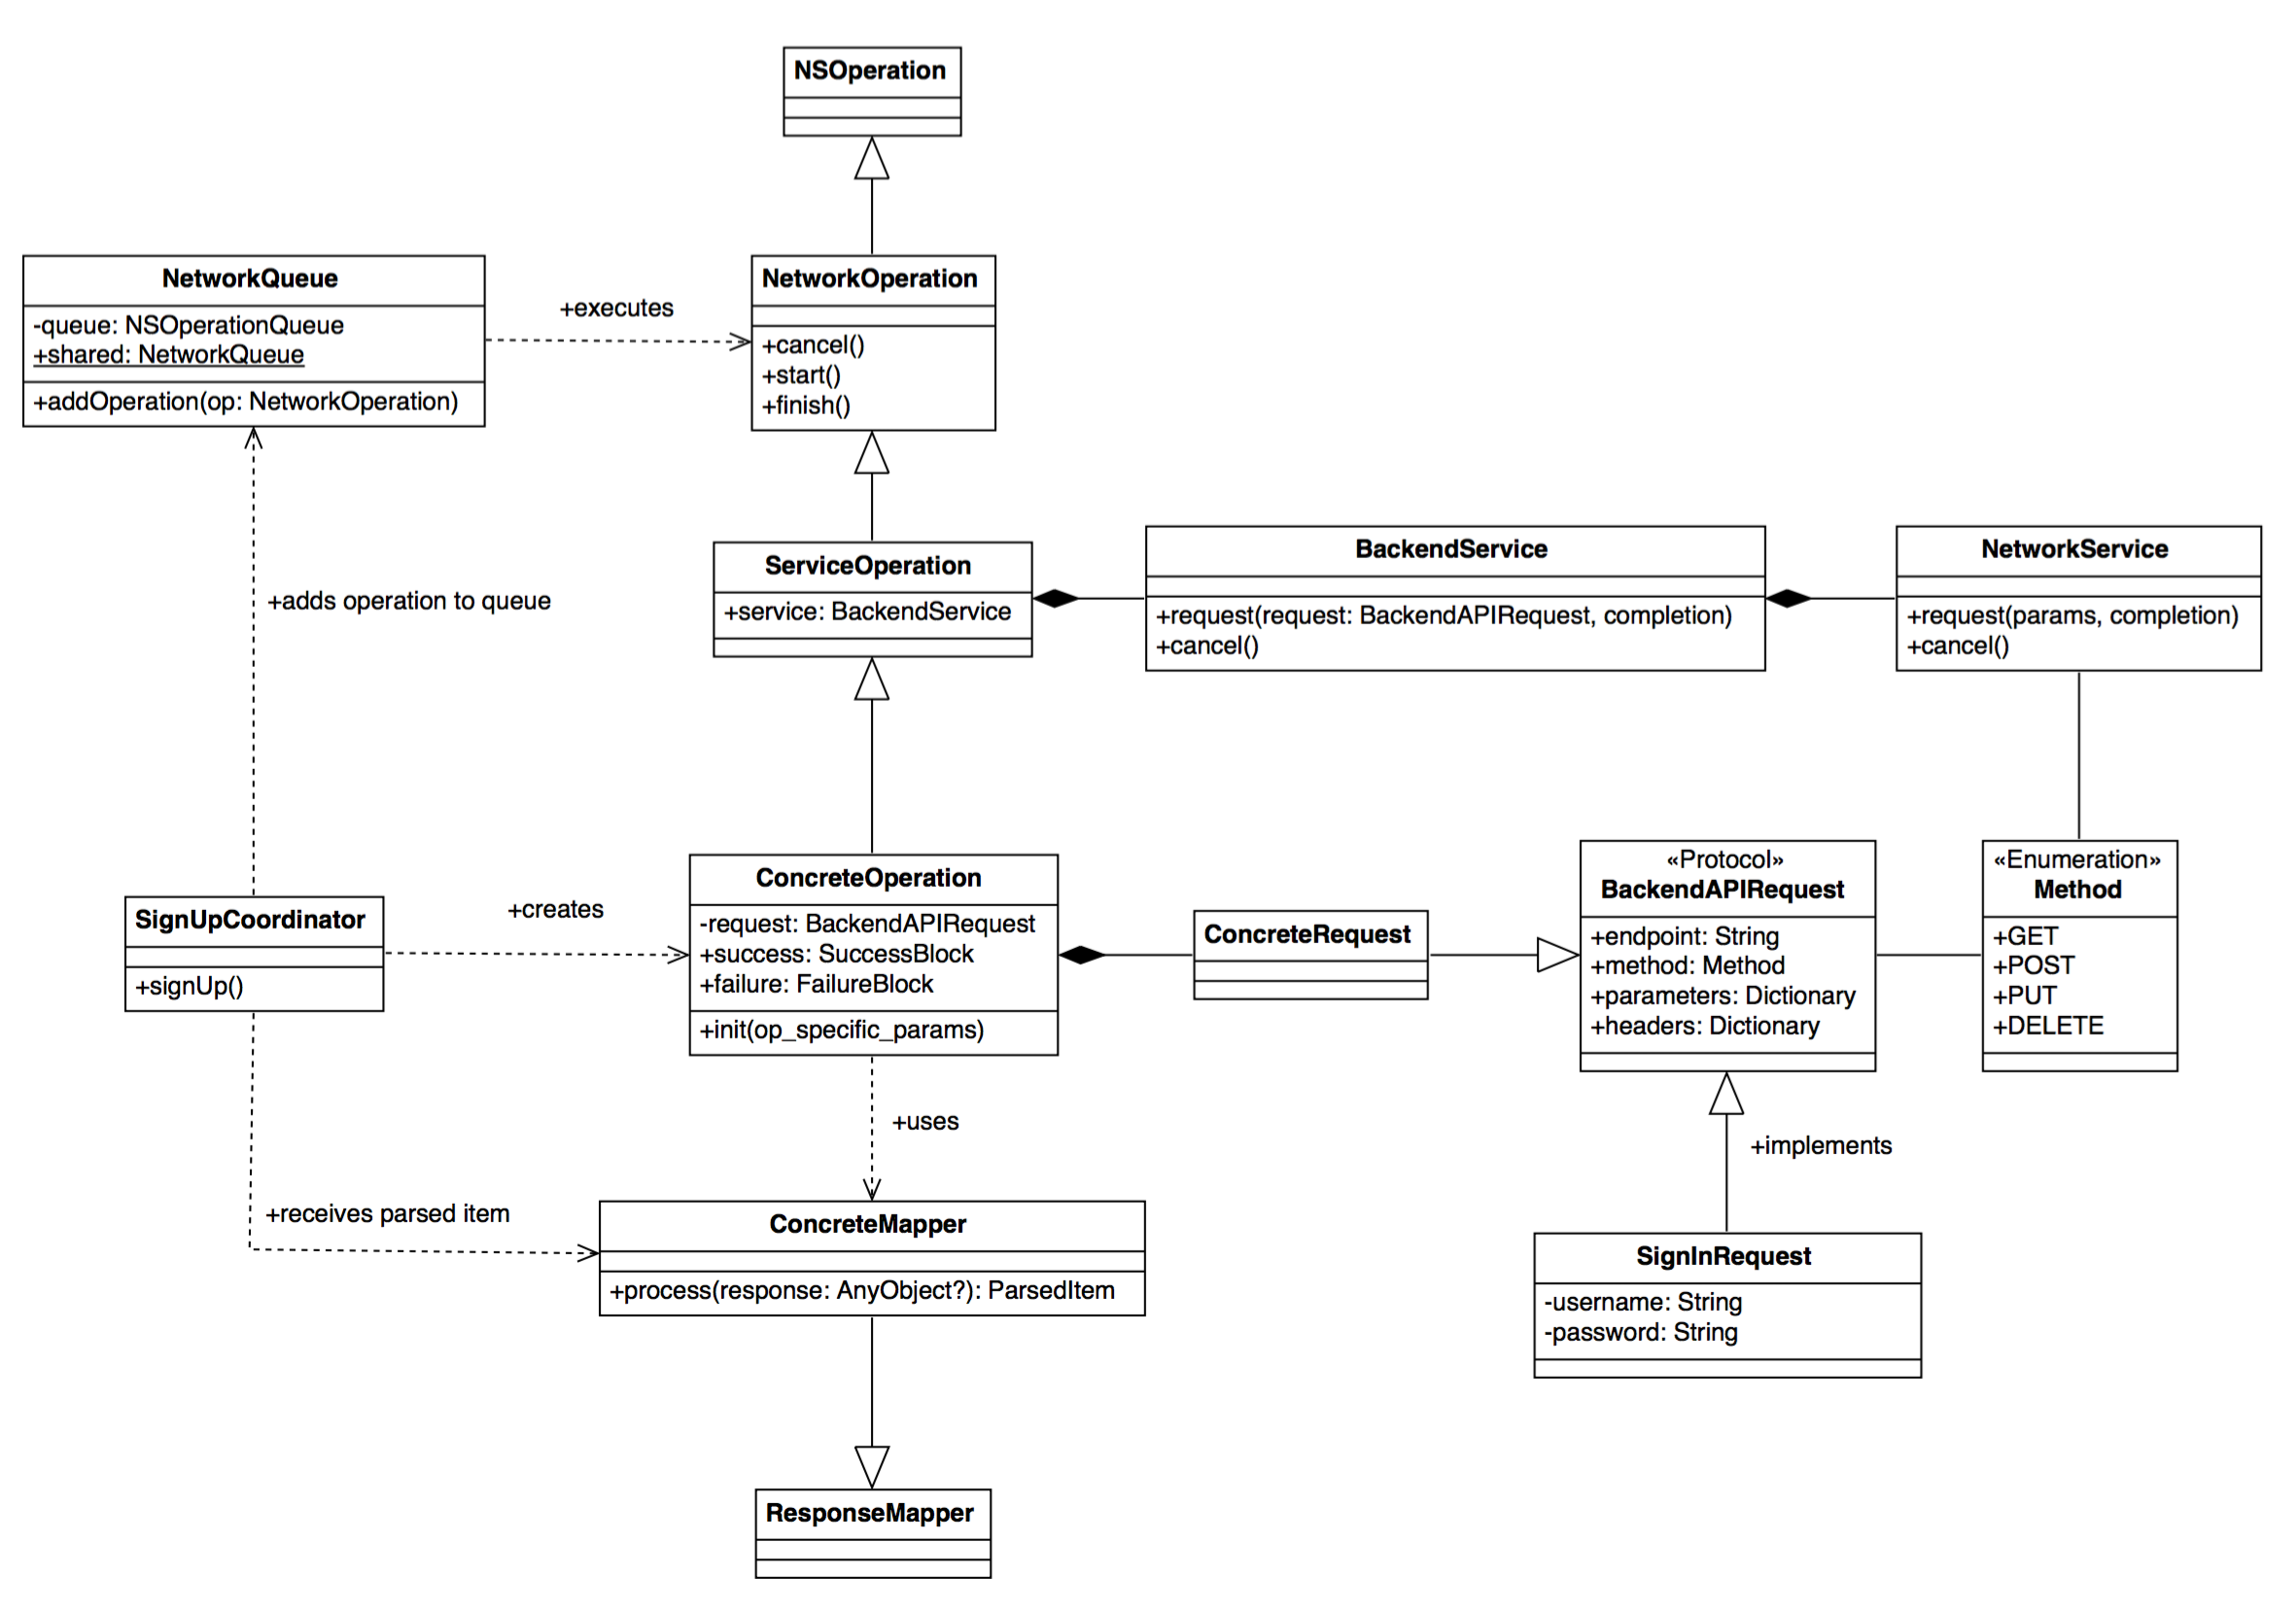 NSOperation
NetworkQueue
-queue: NSOperationQueue
+shared: NetworkQueue
+addOperation(op: NetworkOperation)
+executes
NetworkOperation
+cancel()
+start()
+finish()
+adds operation to queue
ServiceOperation
+service: BackendService
BackendService
+request(request: BackendAPIRequest, completion)
+cancel()
NetworkService
+request(params, completion)
+cancel()
SignUpCoordinator
+signUp()
+creates
ConcreteOperation
-request: BackendAPIRequest
+success: SuccessBlock
+failure: FailureBlock
+init(op_specific_params)
ConcreteRequest
«Protocol»
BackendAPIRequest
+endpoint: String
+method: Method
+parameters: Dictionary
+headers: Dictionary
«Enumeration»
Method
+GET
+POST
+PUT
+DELETE
+uses
+implements
+receives parsed item
ConcreteMapper
+process(response: AnyObject?): ParsedItem
SignInRequest
-username: String
-password: String
ResponseMapper